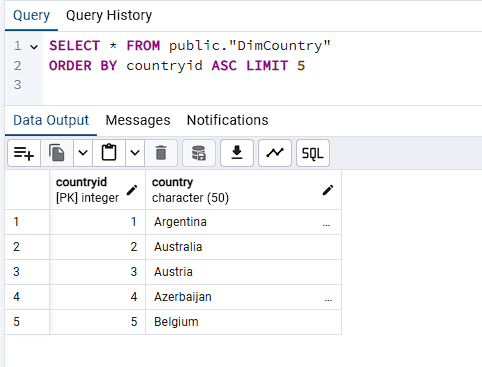 Query Query History
1 SELECT * FROM public."DimCountry"
2 ORDER BY countryid ASC LIMIT 5
3
Data Output Messages Notifications
SQL
countryid country
[PK] integer character (50)
1 1 Argentina ...
2 2 Australia
3 3 Austria
4 4 Azerbaijan ...
5 5 Belgium